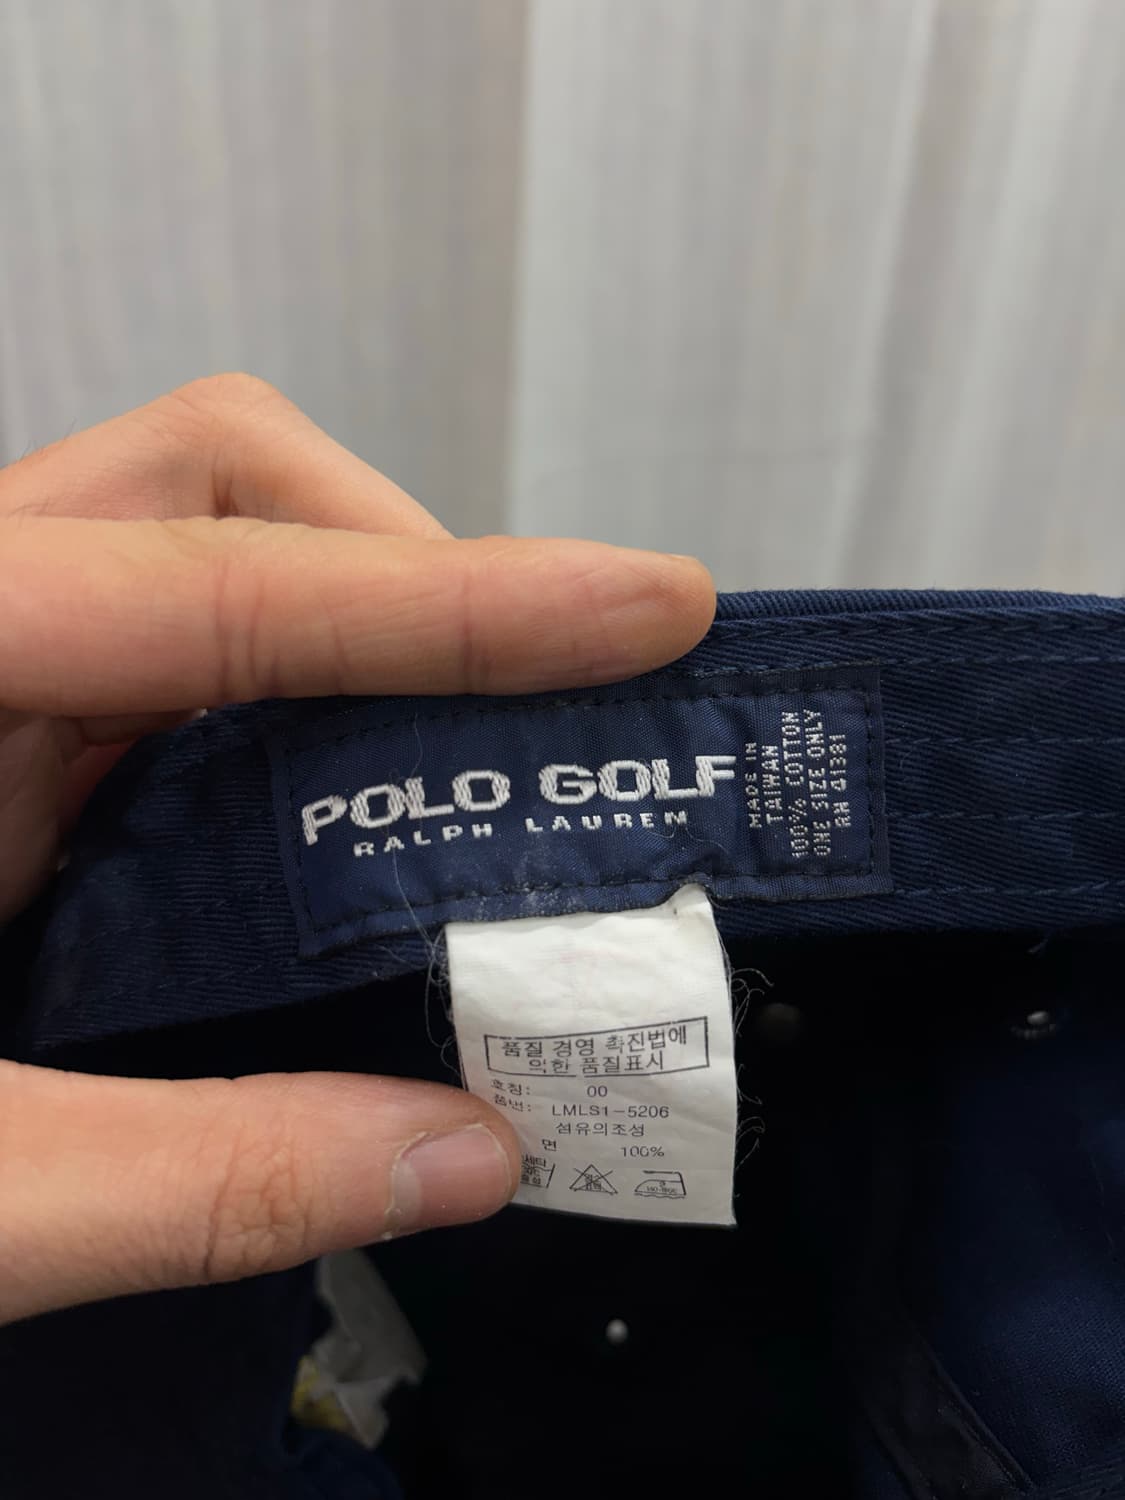 POLO GOLF
RALPH LAUREN
MADE IN
TAIWAN
100% COTTON
ONE SIZE ONLY
RN 41381
품질 경영 촉진법에
의한 품질표시
호칭: 00
품번: LMLS1-5206
섬유의조성
면 100%